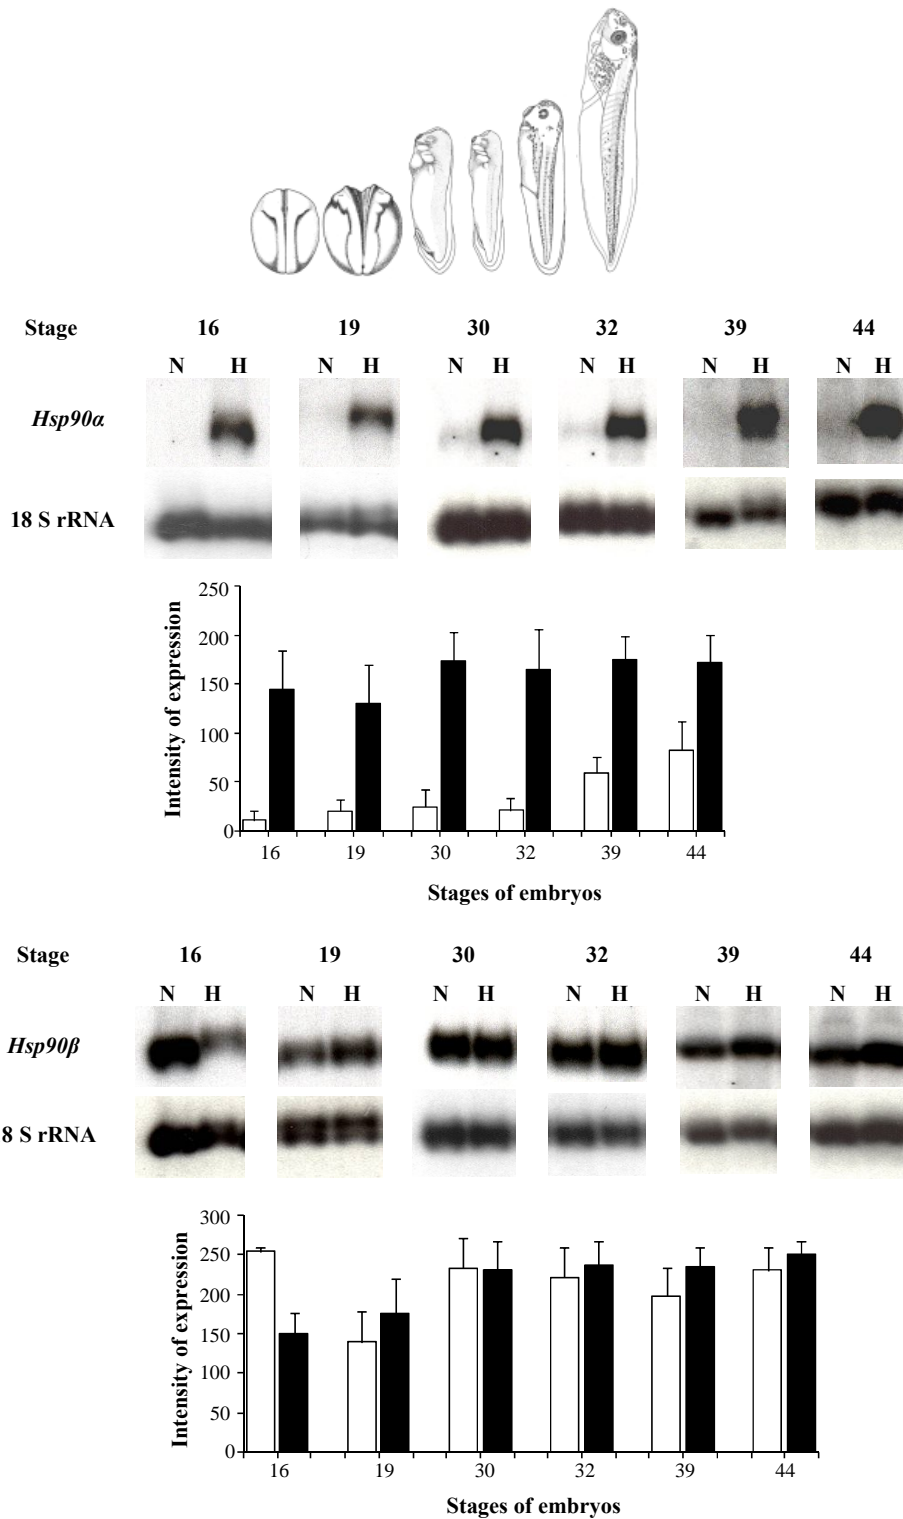 Stage 16 19 30 32 39 44
N H N H N H N H N H N H
Hsp90α
18 S rRNA
250
200
150
100
50
0
Intensity of expression
16 19 30 32 39 44
Stages of embryos
Stage 16 19 30 32 39 44
N H N H N H N H N H N H
Hsp90β
8 S rRNA
300
250
200
150
100
50
0
Intensity of expression
16 19 30 32 39 44
Stages of embryos